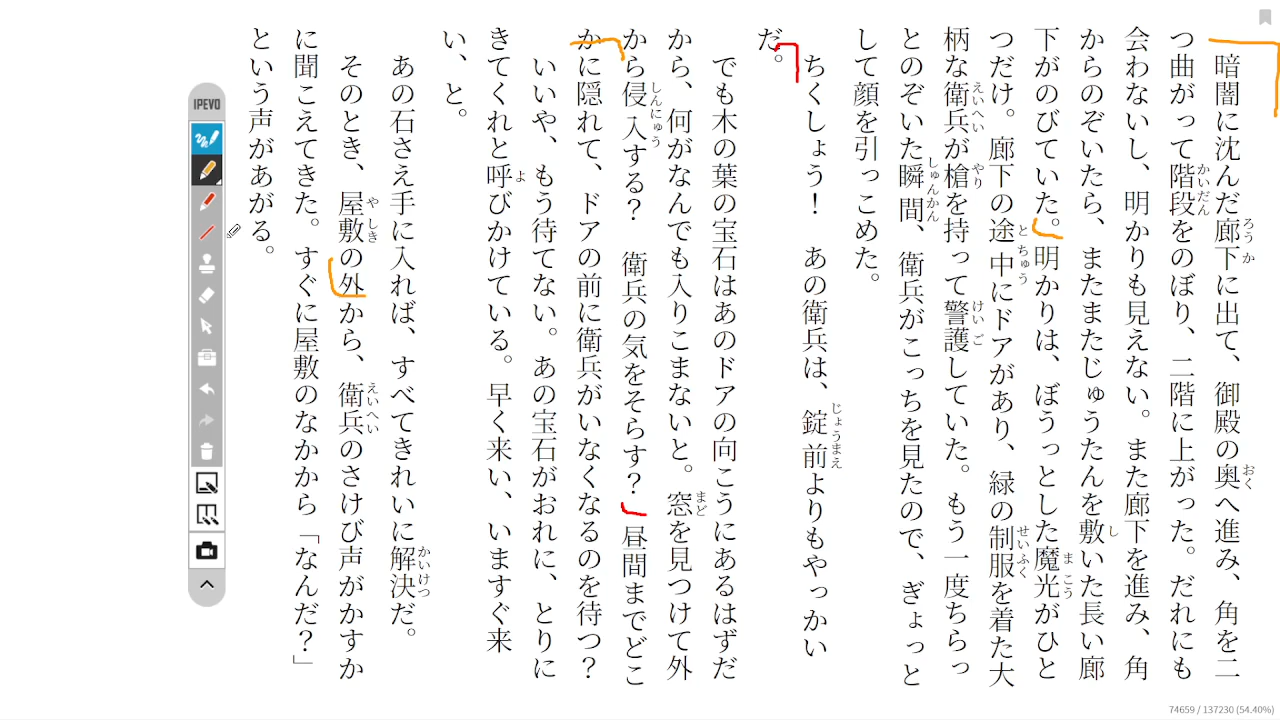 暗闇に沈んだ廊下に出て、御殿の奥へ進み、角を二
つ曲がって階段をのぼり、二階に上がった。だれにも
会わないし、明かりも見えない。また廊下を進み、角
からのぞいたら、またまたじゅうたんを敷いた長い廊
下がのびていた。明かりは、ぼうっとした魔光がひと
つだけ。廊下の途中にドアがあり、緑の制服を着た大
柄な衛兵が槍を持って警護していた。もう一度ちらっ
とのぞいた瞬間、衛兵がこっちを見たので、ぎょっと
して顔を引っこめた。
ちくしょう！　あの衛兵は、錠前よりもやっかい
だ。
でも木の葉の宝石はあのドアの向こうにあるはずだ
から、何がなんでも入りこまないと。窓を見つけて外
から侵入する？　衛兵の気をそらす？　昼間までどこ
かに隠れて、ドアの前に衛兵がいなくなるのを待つ？
いいや、もう待てない。あの宝石がおれに、とりに
きてくれと呼びかけている。早く来い、いますぐ来
い、と。
あの石さえ手に入れば、すべてきれいに解決だ。
そのとき、屋敷の外から、衛兵のさけび声がかすか
に聞こえてきた。すぐに屋敷のなかから「なんだ？」
という声があがる。
IPEVO
74659 / 137230 (54.40%)